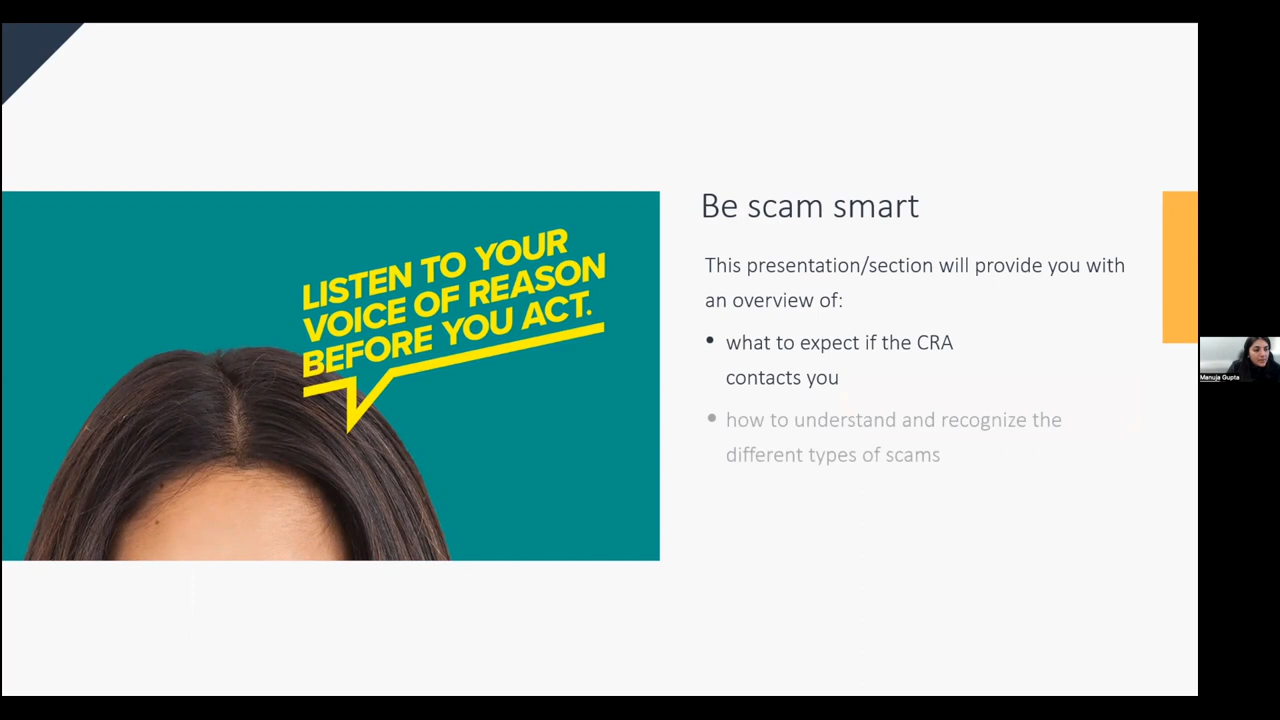 LISTEN TO YOUR
VOICE OF REASON
BEFORE YOU ACT.
Be scam smart
This presentation/section will provide you with
an overview of:
• what to expect if the CRA
contacts you
• how to understand and recognize the
different types of scams
Manuja Gupta